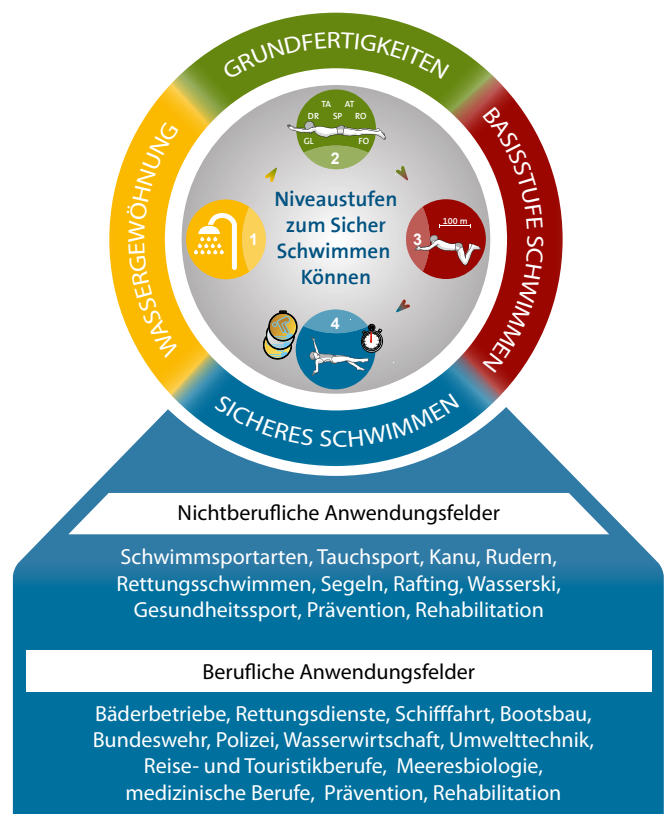 GRUNDFERTIGKEITEN
WASSERGEWÖHNUNG
BASISSTUFE SCHWIMMEN
SICHERES SCHWIMMEN
TA AT
DR SP RO
GL FO
2
Niveaustufen
zum Sicher
Schwimmen
Können
1
100 m
3
4
Nichtberufliche Anwendungsfelder
Schwimmsportarten, Tauchsport, Kanu, Rudern,
Rettungsschwimmen, Segeln, Rafting, Wasserski,
Gesundheitssport, Prävention, Rehabilitation
Berufliche Anwendungsfelder
Bäderbetriebe, Rettungsdienste, Schifffahrt, Bootsbau,
Bundeswehr, Polizei, Wasserwirtschaft, Umwelttechnik,
Reise- und Touristikberufe, Meeresbiologie,
medizinische Berufe, Prävention, Rehabilitation